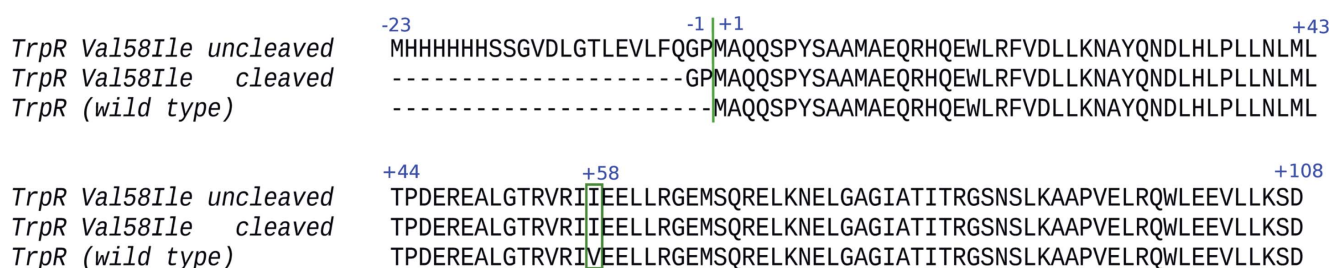 -23 -1 +1 +43
TrpR Val58Ile uncleaved MHHHHHHSSGVDLGTLEVLFQGPMAQQSPYSAAMAEQRHQEWLRFVDLLKNAYQNDLHLPLLNLML
TrpR Val58Ile cleaved ---------------------GPMAQQSPYSAAMAEQRHQEWLRFVDLLKNAYQNDLHLPLLNLML
TrpR (wild type) -----------------------MAQQSPYSAAMAEQRHQEWLRFVDLLKNAYQNDLHLPLLNLML
+44 +58 +108
TrpR Val58Ile uncleaved TPDEREALGTRVRIIEELLRGEMSQRELKNELGAGIATITRGSNSLKAAPVELRQWLEEVLLKSD
TrpR Val58Ile cleaved TPDEREALGTRVRIIEELLRGEMSQRELKNELGAGIATITRGSNSLKAAPVELRQWLEEVLLKSD
TrpR (wild type) TPDEREALGTRVRIVEELLRGEMSQRELKNELGAGIATITRGSNSLKAAPVELRQWLEEVLLKSD